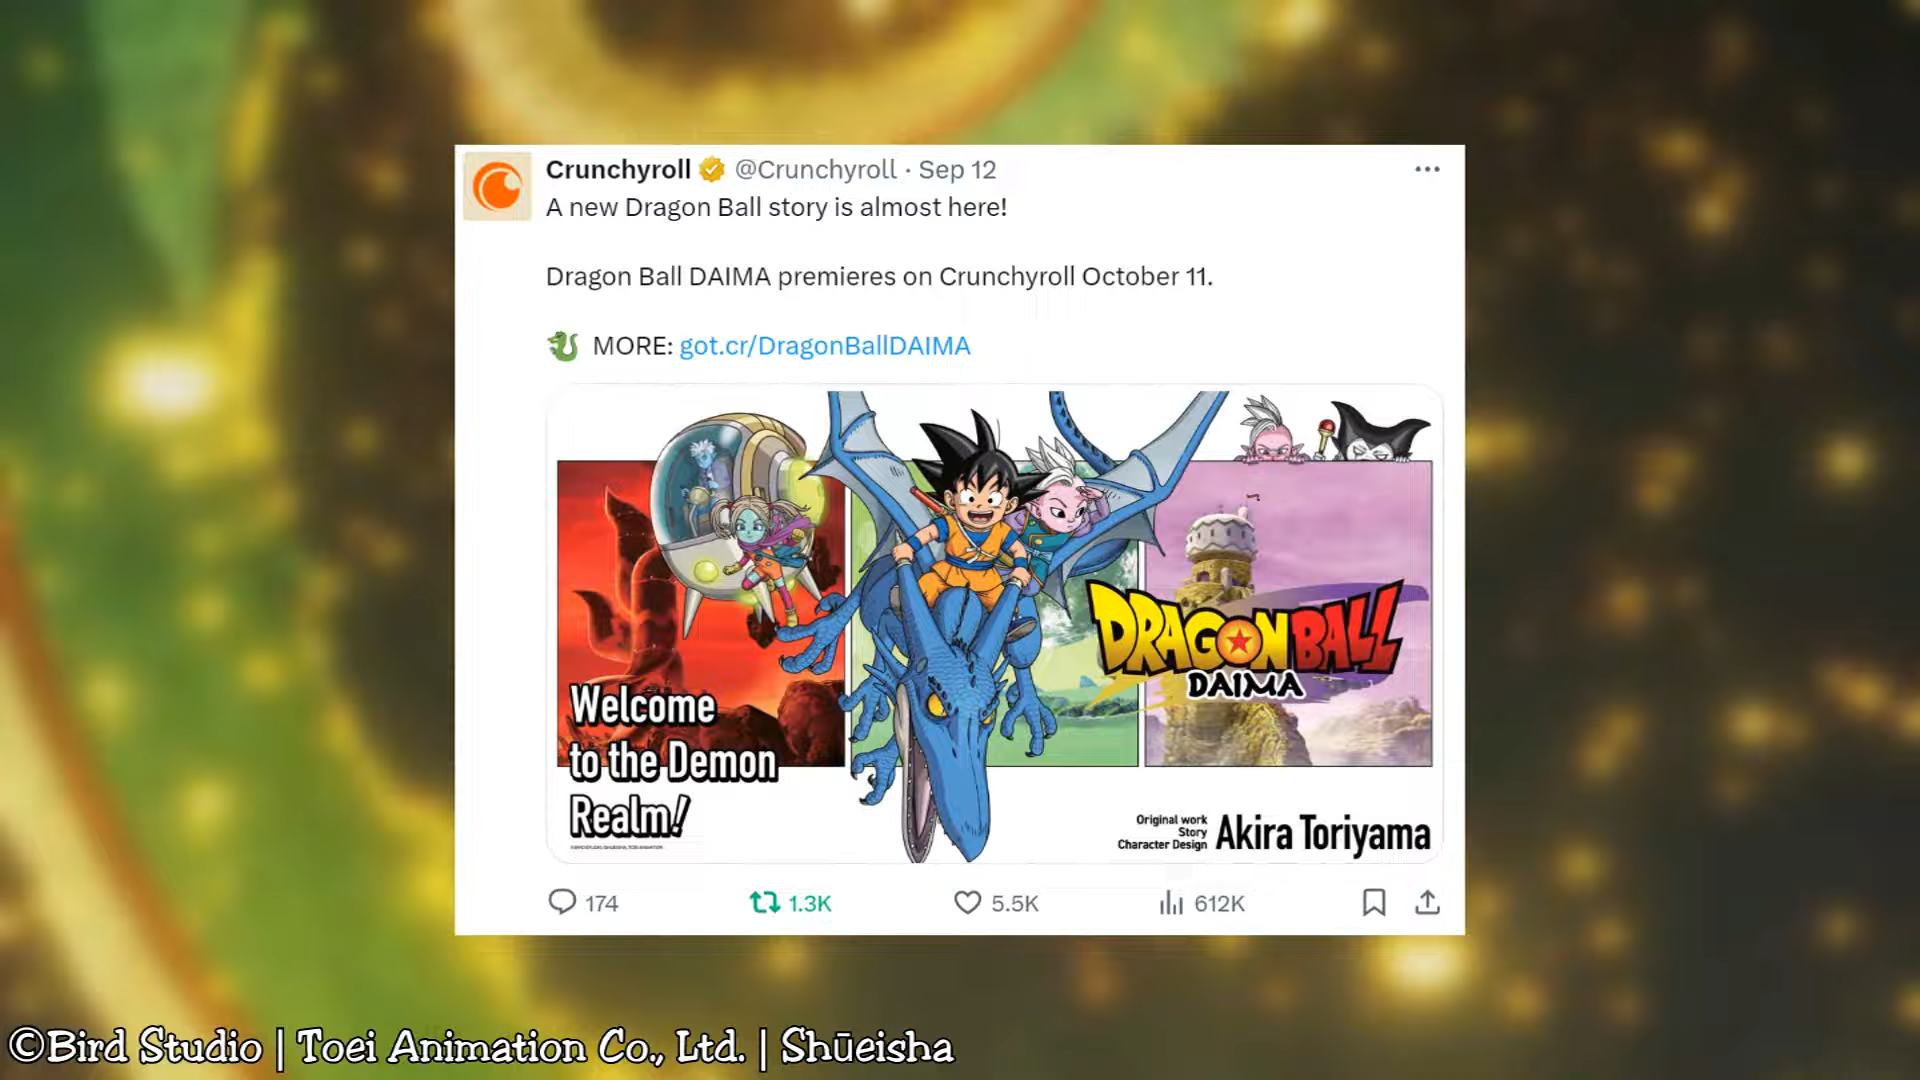 Crunchyroll @Crunchyroll · Sep 12
A new Dragon Ball story is almost here!
Dragon Ball DAIMA premieres on Crunchyroll October 11.
MORE: got.cr/DragonBallDAIMA
DRAGON BALL
DAIMA
Welcome
to the Demon
Realm!
Original work
Story
Character Design
Akira Toriyama
174
1.3K
5.5K
612K
©Bird Studio | Toei Animation Co., Ltd. | Shūeisha